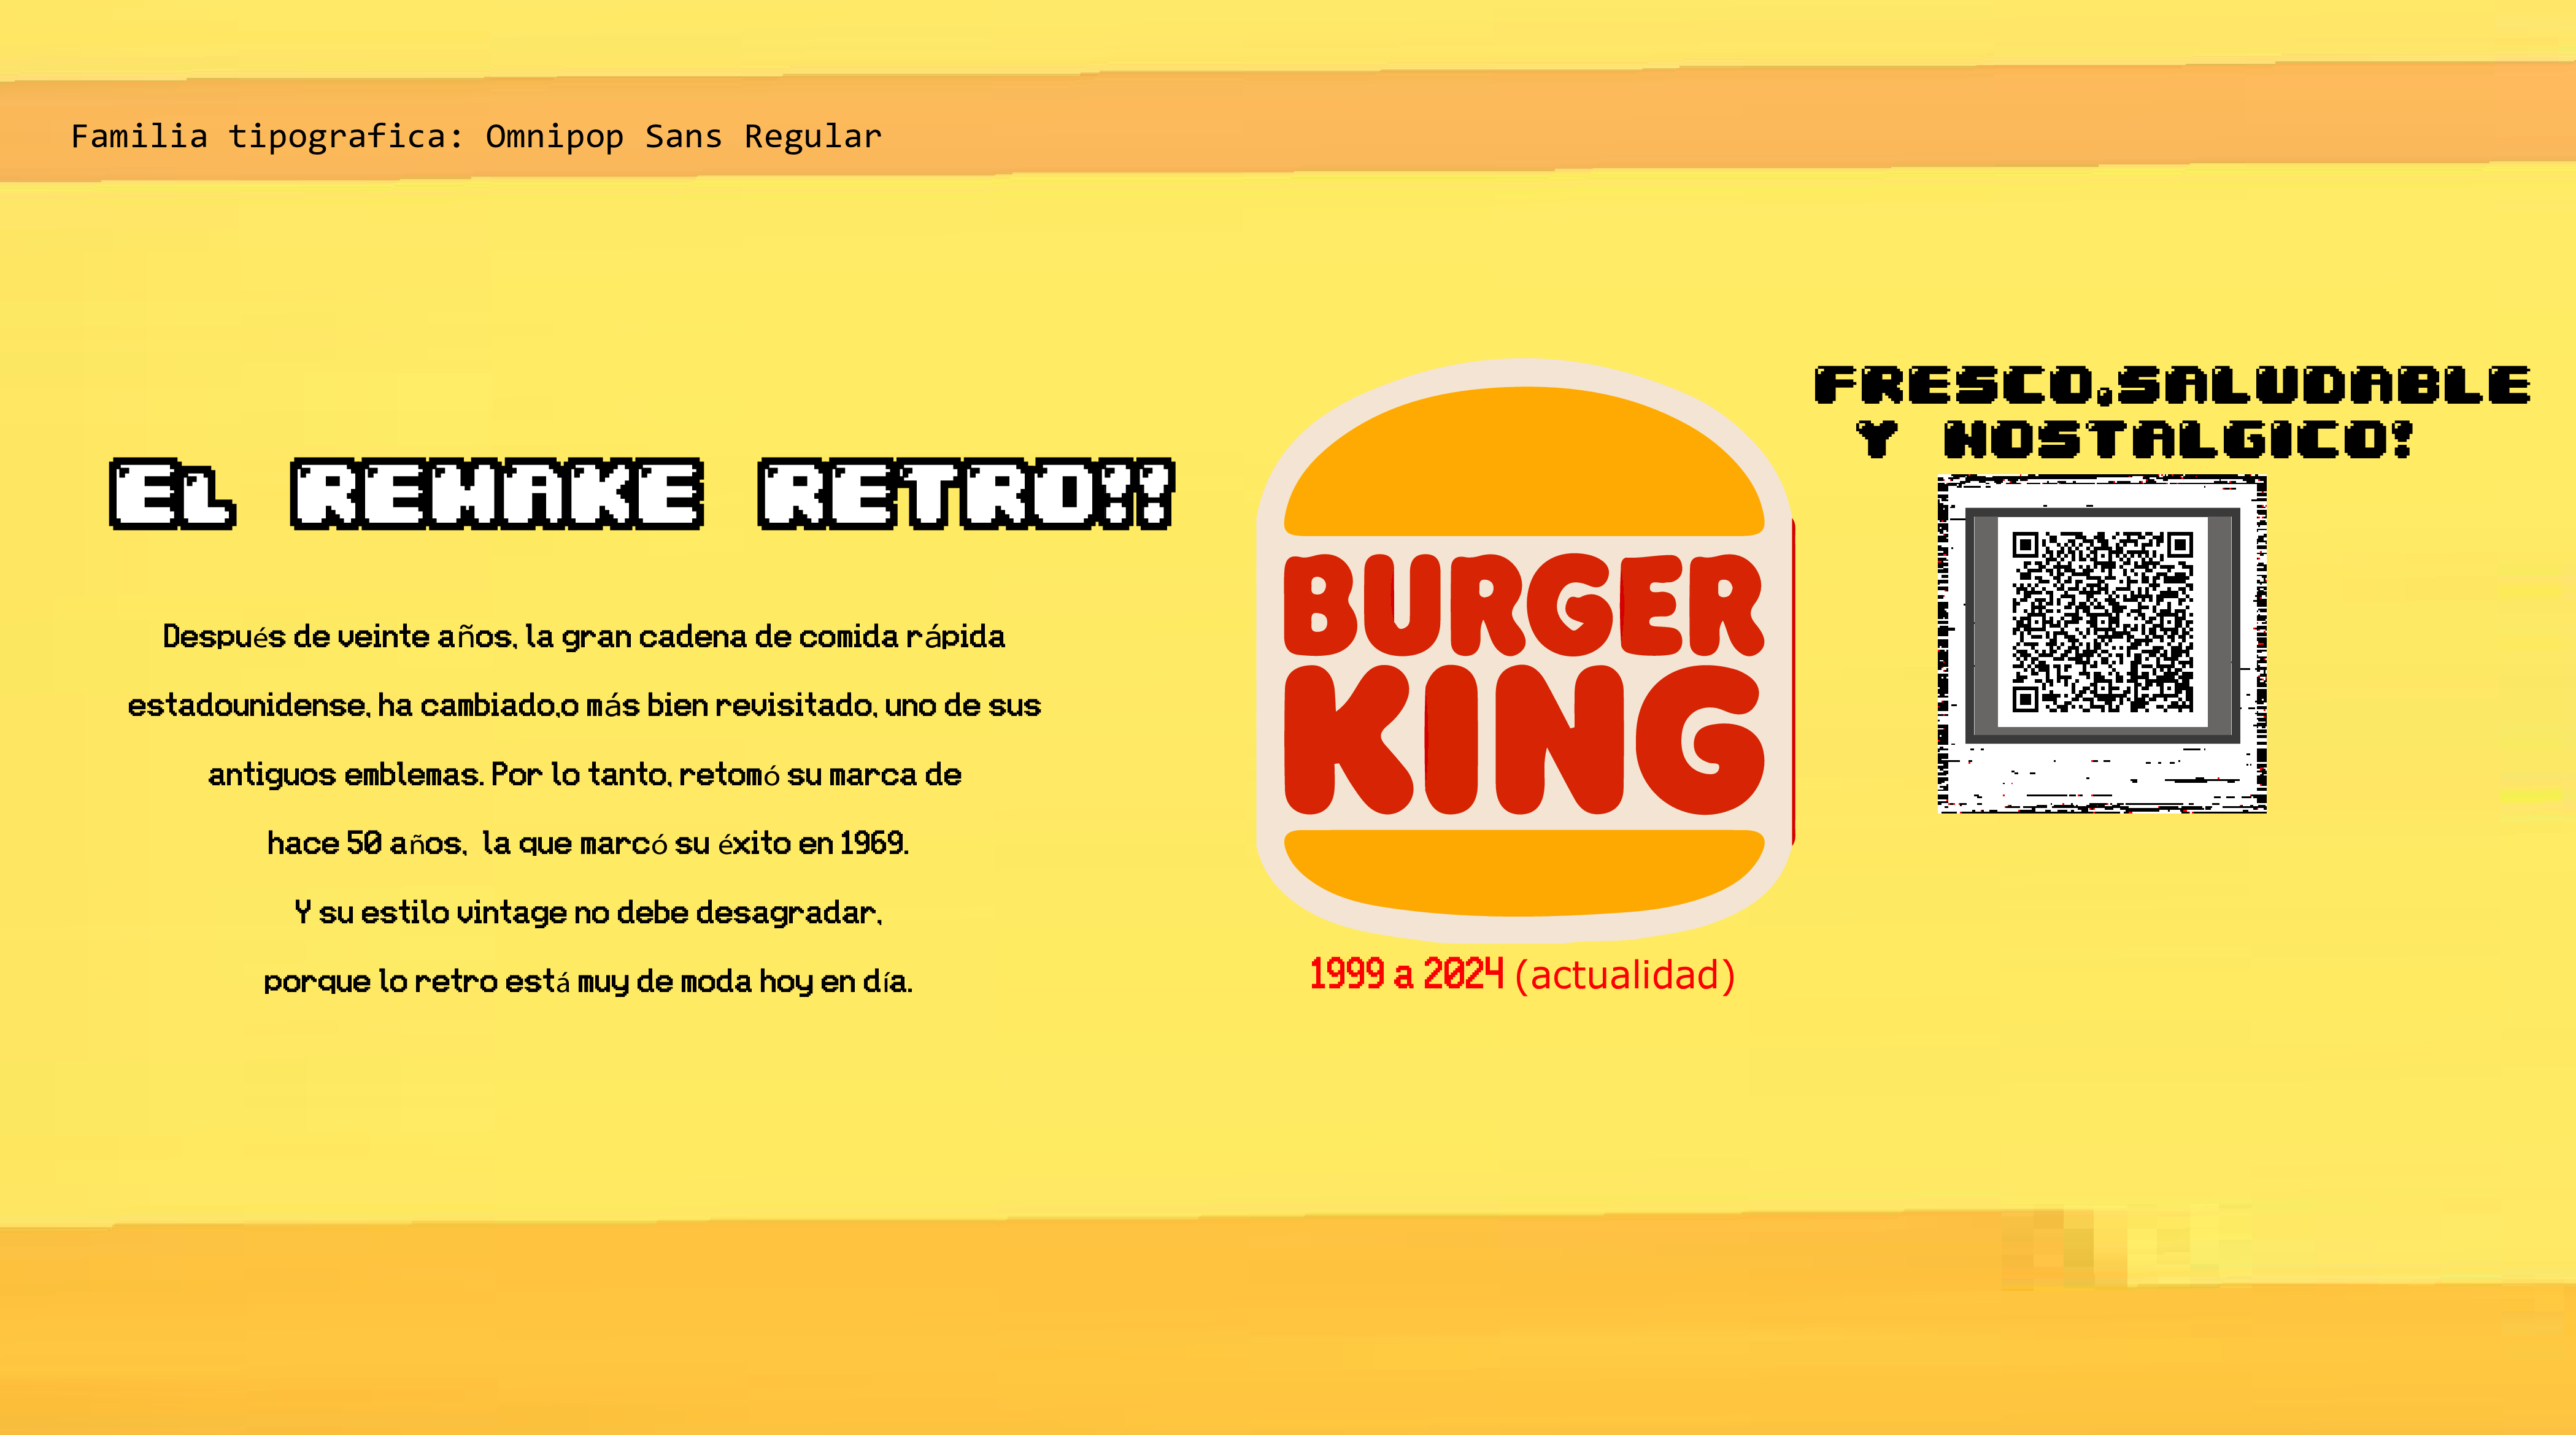 Familia tipografica: Omnipop Sans Regular
EL REMAKE RETRO!!
Después de veinte años, la gran cadena de comida rápida
estadounidense, ha cambiado,o más bien revisitado, uno de sus
antiguos emblemas. Por lo tanto, retomó su marca de
hace 50 años,  la que marcó su éxito en 1969.
Y su estilo vintage no debe desagradar,
porque lo retro está muy de moda hoy en día.
BURGER
KING
1999 a 2024 (actualidad)
FRESCO,SALUDABLE
Y NOSTALGICO!